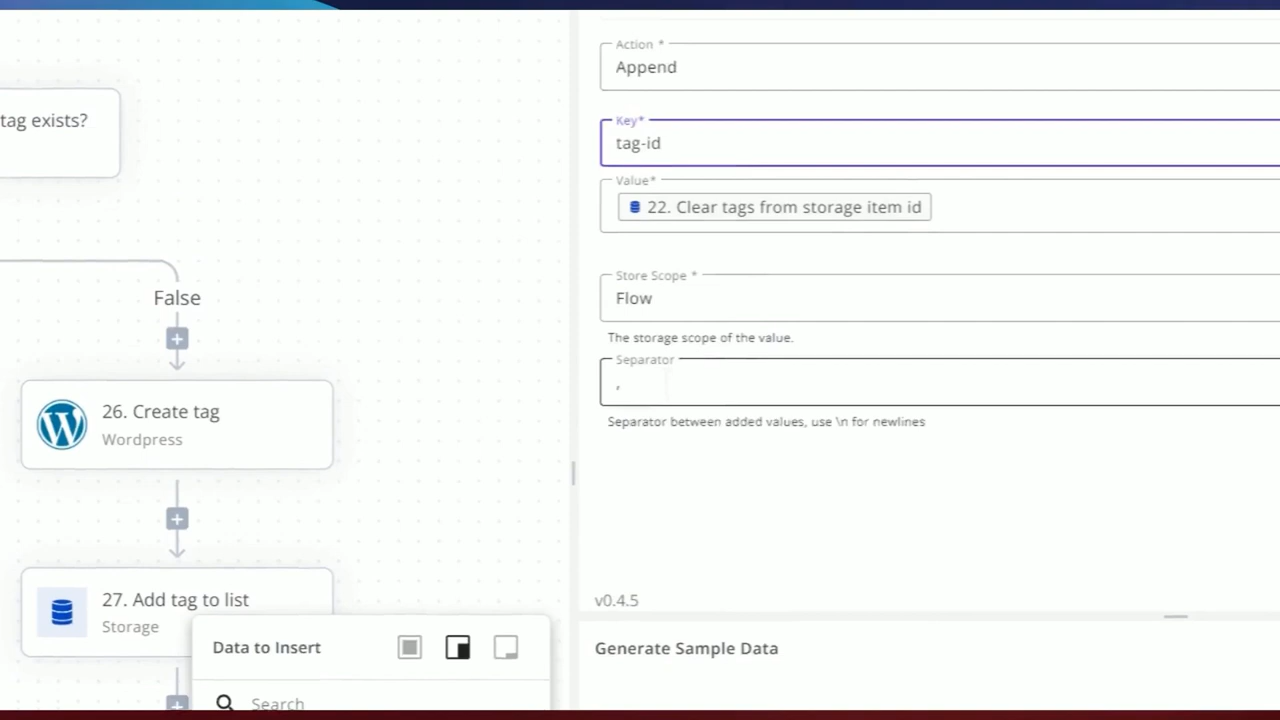 tag exists?
False
26. Create tag
Wordpress
27. Add tag to list
Storage
Data to Insert
Search
Action *
Append
Key*
tag-id
Value*
22. Clear tags from storage item id
Store Scope *
Flow
The storage scope of the value.
Separator
,
Separator between added values, use \n for newlines
v0.4.5
Generate Sample Data